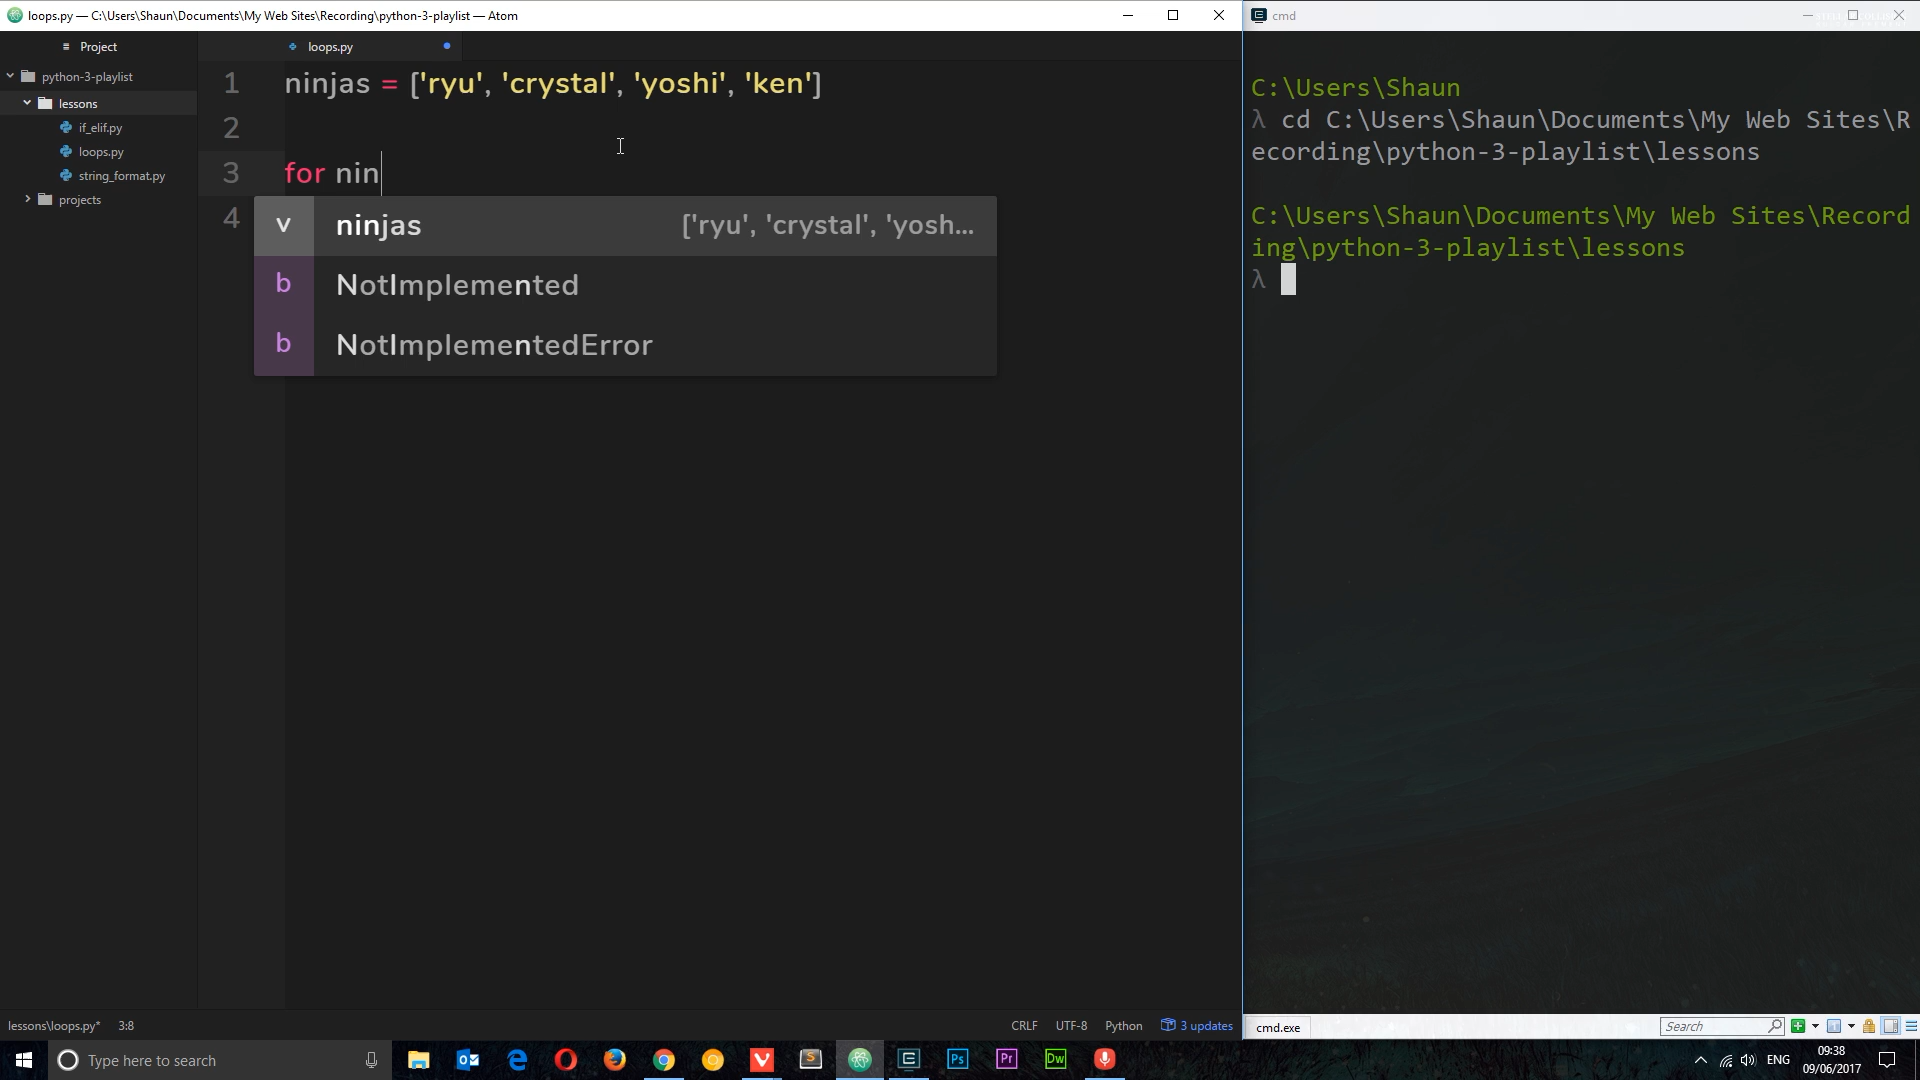 loops.py — C:\Users\Shaun\Documents\My Web Sites\Recording\python-3-playlist — Atom
Project
python-3-playlist
lessons
if_elif.py
loops.py
string_format.py
projects
loops.py
1 ninjas = ['ryu', 'crystal', 'yoshi', 'ken']
2
3 for nin
4
v ninjas ['ryu', 'crystal', 'yosh...
b NotImplemented
b NotImplementedError
lessons\loops.py* 3:8
CRLF UTF-8 Python 3 updates
cmd
C:\Users\Shaun
λ cd C:\Users\Shaun\Documents\My Web Sites\R
ecording\python-3-playlist\lessons
C:\Users\Shaun\Documents\My Web Sites\Record
ing\python-3-playlist\lessons
λ
cmd.exe
Search
Type here to search
S
Ps
Pr
Dw
ENG
09:38
09/06/2017